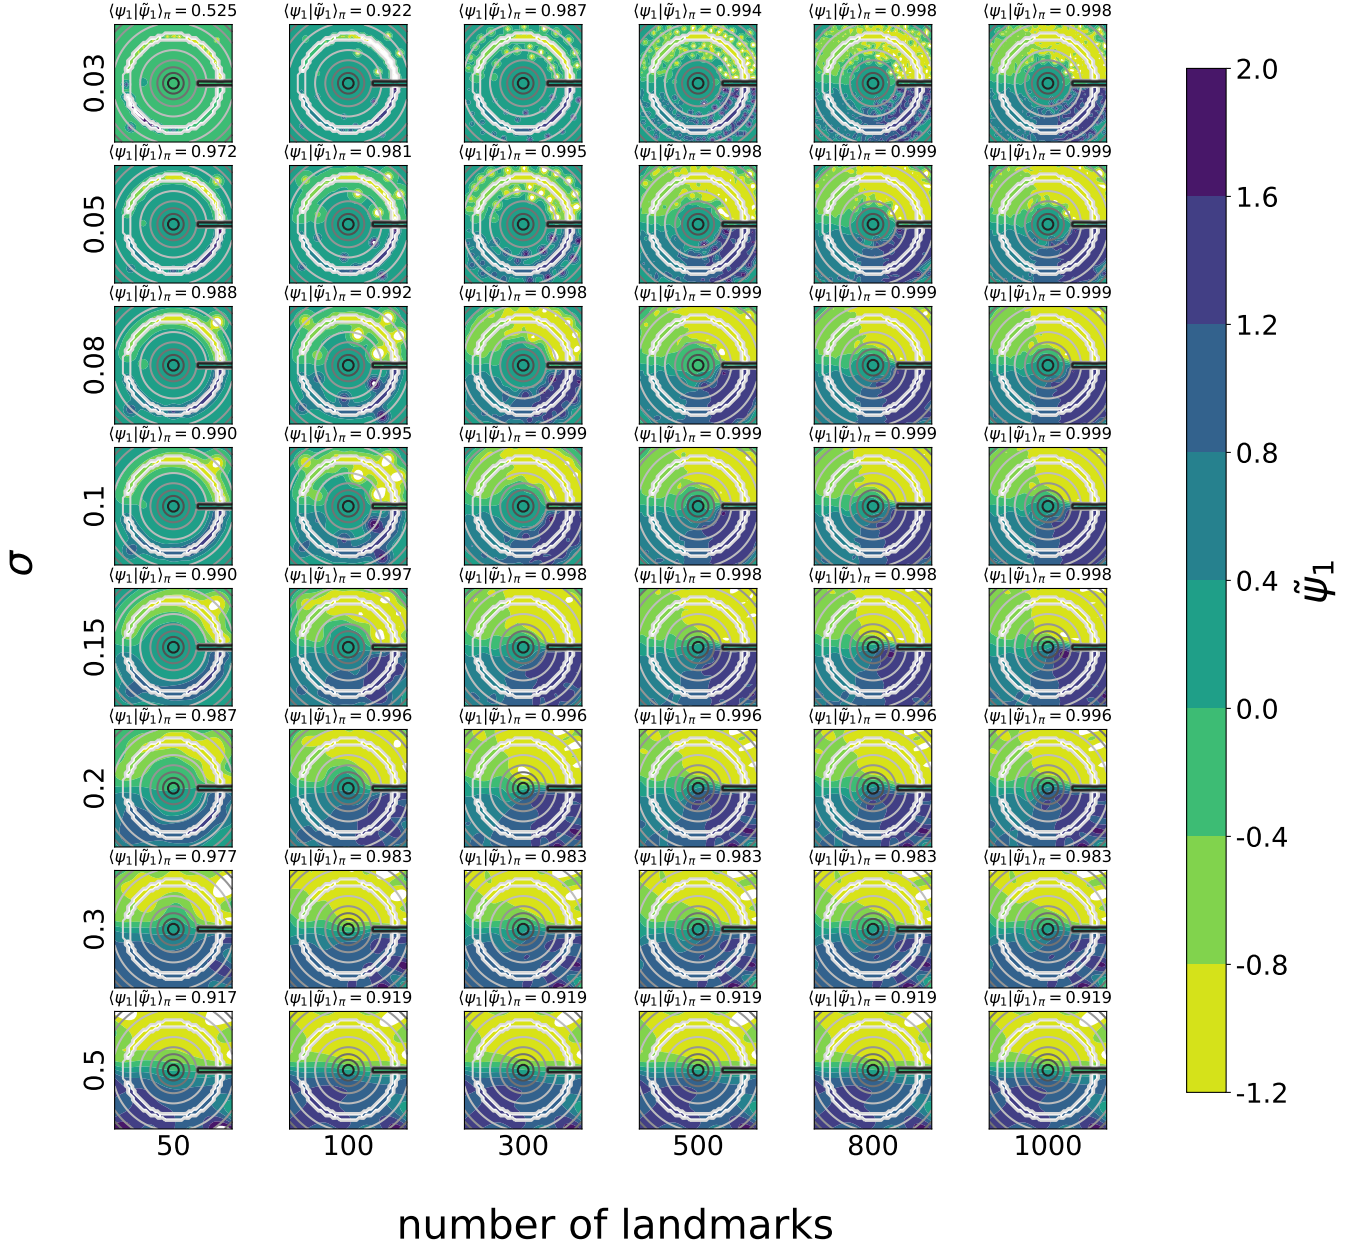 ⟨ψ₁|ψ̃₁⟩π = 0.525 ⟨ψ₁|ψ̃₁⟩π = 0.922 ⟨ψ₁|ψ̃₁⟩π = 0.987 ⟨ψ₁|ψ̃₁⟩π = 0.994 ⟨ψ₁|ψ̃₁⟩π = 0.998 ⟨ψ₁|ψ̃₁⟩π = 0.998
0.03
⟨ψ₁|ψ̃₁⟩π = 0.972 ⟨ψ₁|ψ̃₁⟩π = 0.981 ⟨ψ₁|ψ̃₁⟩π = 0.995 ⟨ψ₁|ψ̃₁⟩π = 0.998 ⟨ψ₁|ψ̃₁⟩π = 0.999 ⟨ψ₁|ψ̃₁⟩π = 0.999
0.05
⟨ψ₁|ψ̃₁⟩π = 0.988 ⟨ψ₁|ψ̃₁⟩π = 0.992 ⟨ψ₁|ψ̃₁⟩π = 0.998 ⟨ψ₁|ψ̃₁⟩π = 0.999 ⟨ψ₁|ψ̃₁⟩π = 0.999 ⟨ψ₁|ψ̃₁⟩π = 0.999
0.08
⟨ψ₁|ψ̃₁⟩π = 0.990 ⟨ψ₁|ψ̃₁⟩π = 0.995 ⟨ψ₁|ψ̃₁⟩π = 0.999 ⟨ψ₁|ψ̃₁⟩π = 0.999 ⟨ψ₁|ψ̃₁⟩π = 0.999 ⟨ψ₁|ψ̃₁⟩π = 0.999
0.1
⟨ψ₁|ψ̃₁⟩π = 0.990 ⟨ψ₁|ψ̃₁⟩π = 0.997 ⟨ψ₁|ψ̃₁⟩π = 0.998 ⟨ψ₁|ψ̃₁⟩π = 0.998 ⟨ψ₁|ψ̃₁⟩π = 0.998 ⟨ψ₁|ψ̃₁⟩π = 0.998
0.15
⟨ψ₁|ψ̃₁⟩π = 0.987 ⟨ψ₁|ψ̃₁⟩π = 0.996 ⟨ψ₁|ψ̃₁⟩π = 0.996 ⟨ψ₁|ψ̃₁⟩π = 0.996 ⟨ψ₁|ψ̃₁⟩π = 0.996 ⟨ψ₁|ψ̃₁⟩π = 0.996
0.2
⟨ψ₁|ψ̃₁⟩π = 0.977 ⟨ψ₁|ψ̃₁⟩π = 0.983 ⟨ψ₁|ψ̃₁⟩π = 0.983 ⟨ψ₁|ψ̃₁⟩π = 0.983 ⟨ψ₁|ψ̃₁⟩π = 0.983 ⟨ψ₁|ψ̃₁⟩π = 0.983
0.3
⟨ψ₁|ψ̃₁⟩π = 0.917 ⟨ψ₁|ψ̃₁⟩π = 0.919 ⟨ψ₁|ψ̃₁⟩π = 0.919 ⟨ψ₁|ψ̃₁⟩π = 0.919 ⟨ψ₁|ψ̃₁⟩π = 0.919 ⟨ψ₁|ψ̃₁⟩π = 0.919
0.5
σ
50 100 300 500 800 1000
number of landmarks
2.0
1.6
1.2
0.8
0.4
0.0
-0.4
-0.8
-1.2
ψ̃₁